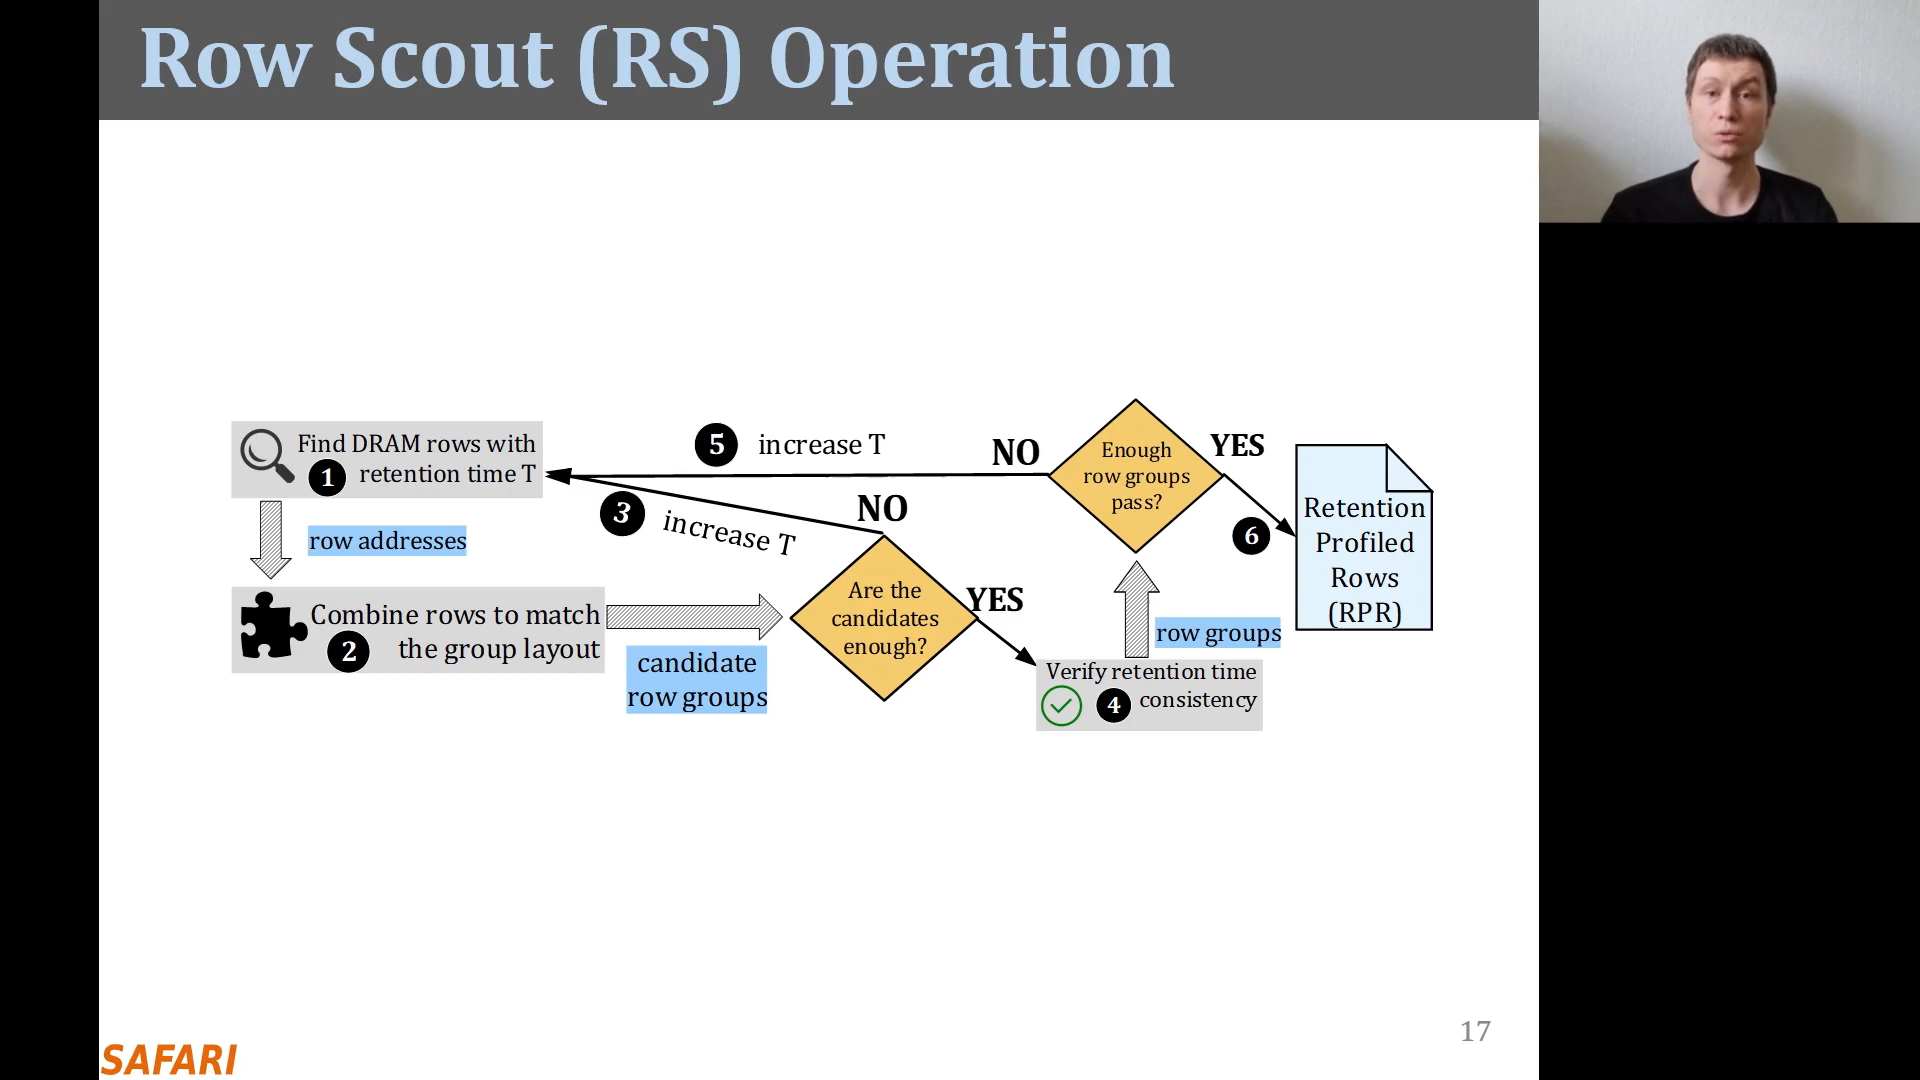 Row Scout (RS) Operation
Find DRAM rows with
1 retention time T
row addresses
Combine rows to match
2 the group layout
candidate
row groups
Are the
candidates
enough?
NO
3 increase T
YES
Verify retention time
4 consistency
row groups
Enough
row groups
pass?
NO
5 increase T
YES
6
Retention
Profiled
Rows
(RPR)
17
SAFARI